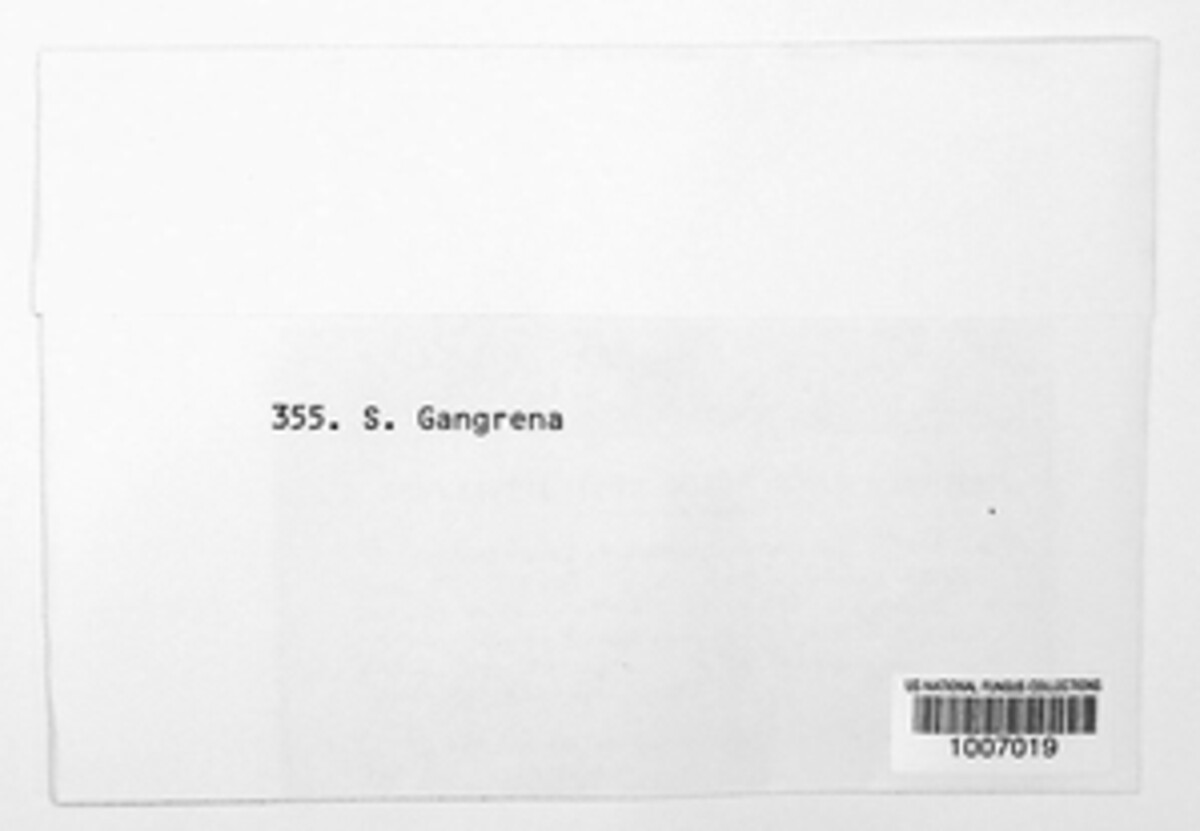 355. S. Gangrena
US NATIONAL FUNGUS COLLECTIONS
1007019